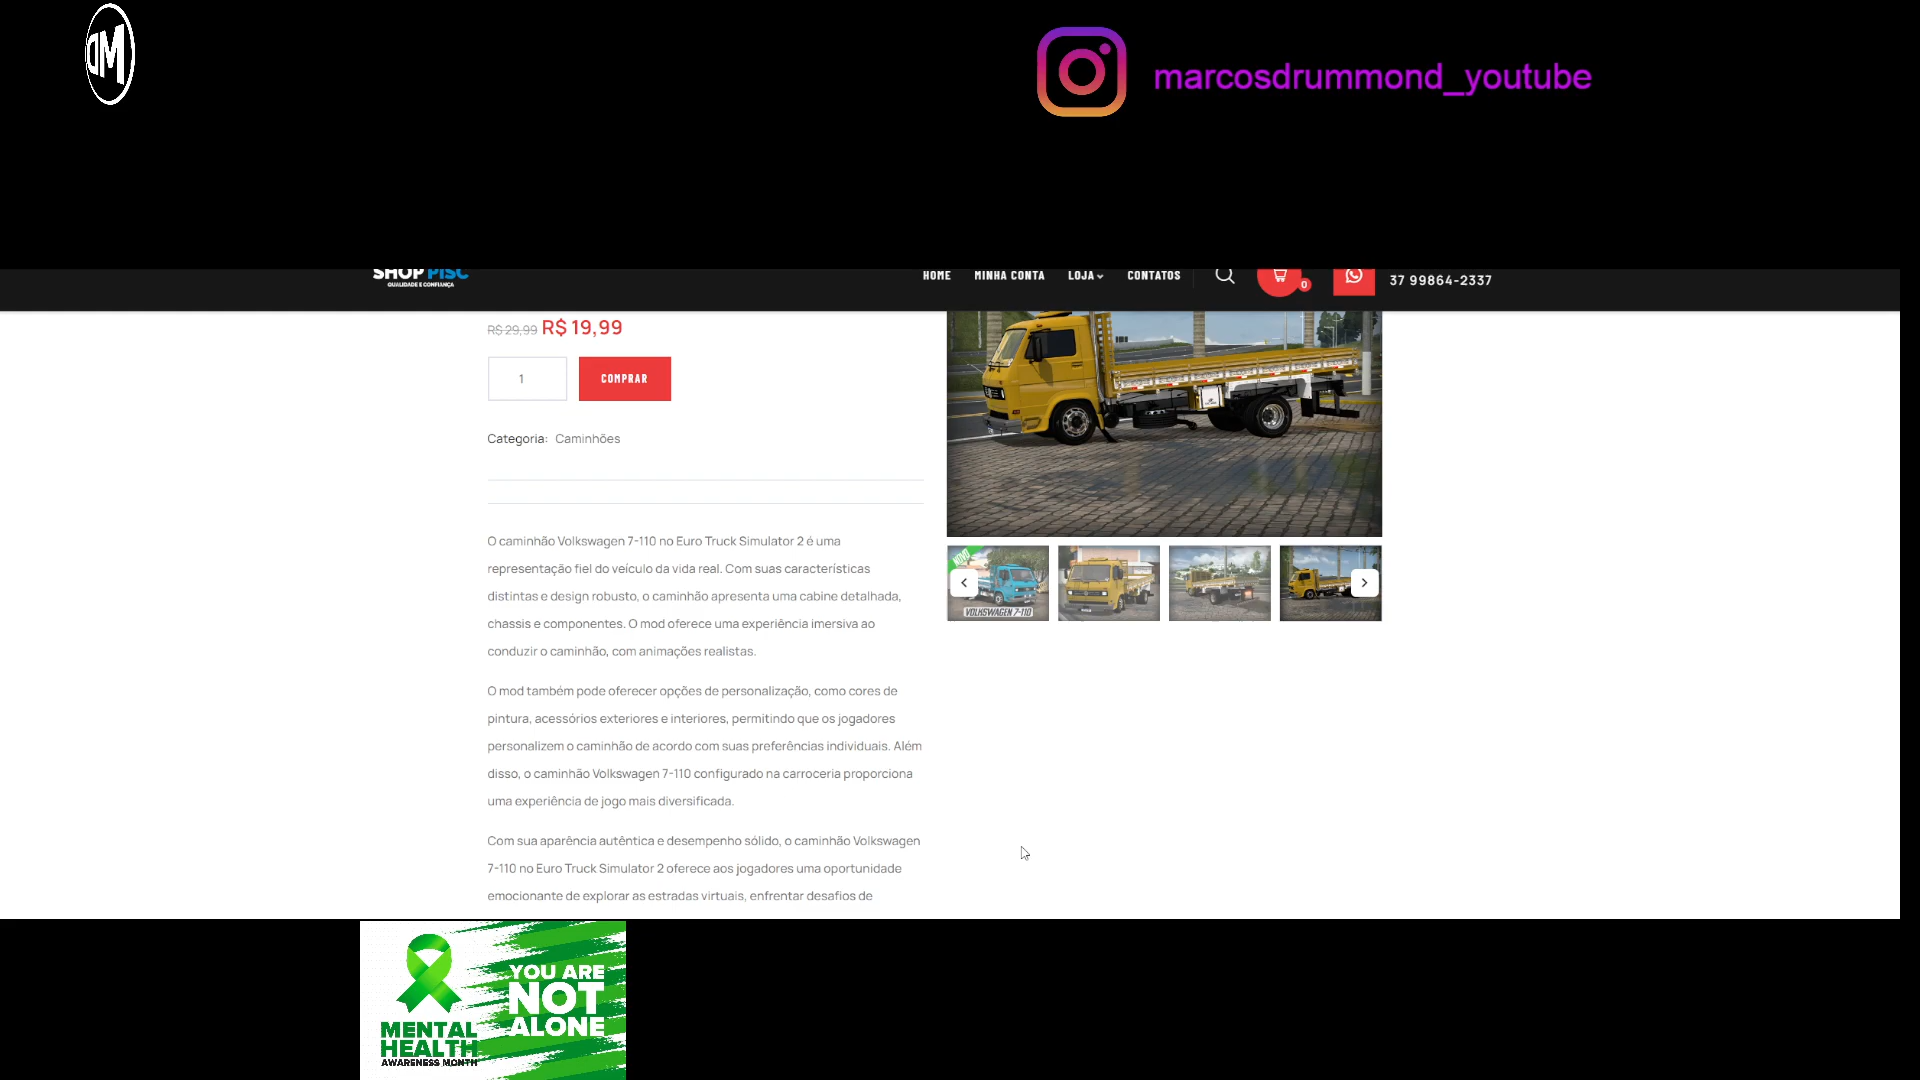 DM
marcosdrummond_youtube
SHOP PISC
QUALIDADE E CONFIANÇA
HOME MINHA CONTA LOJA CONTATOS
0
37 99864-2337
R$ 29,99 R$ 19,99
1
COMPRAR
Categoria: Caminhões
O caminhão Volkswagen 7-110 no Euro Truck Simulator 2 é uma
representação fiel do veículo da vida real. Com suas características
distintas e design robusto, o caminhão apresenta uma cabine detalhada,
chassis e componentes. O mod oferece uma experiência imersiva ao
conduzir o caminhão, com animações realistas.
O mod também pode oferecer opções de personalização, como cores de
pintura, acessórios exteriores e interiores, permitindo que os jogadores
personalizem o caminhão de acordo com suas preferências individuais. Além
disso, o caminhão Volkswagen 7-110 configurado na carroceria proporciona
uma experiência de jogo mais diversificada.
Com sua aparência autêntica e desempenho sólido, o caminhão Volkswagen
7-110 no Euro Truck Simulator 2 oferece aos jogadores uma oportunidade
emocionante de explorar as estradas virtuais, enfrentar desafios de
NOVO
VOLKSWAGEN 7-110
MENTAL
HEALTH
AWARENESS MONTH
YOU ARE
NOT
ALONE